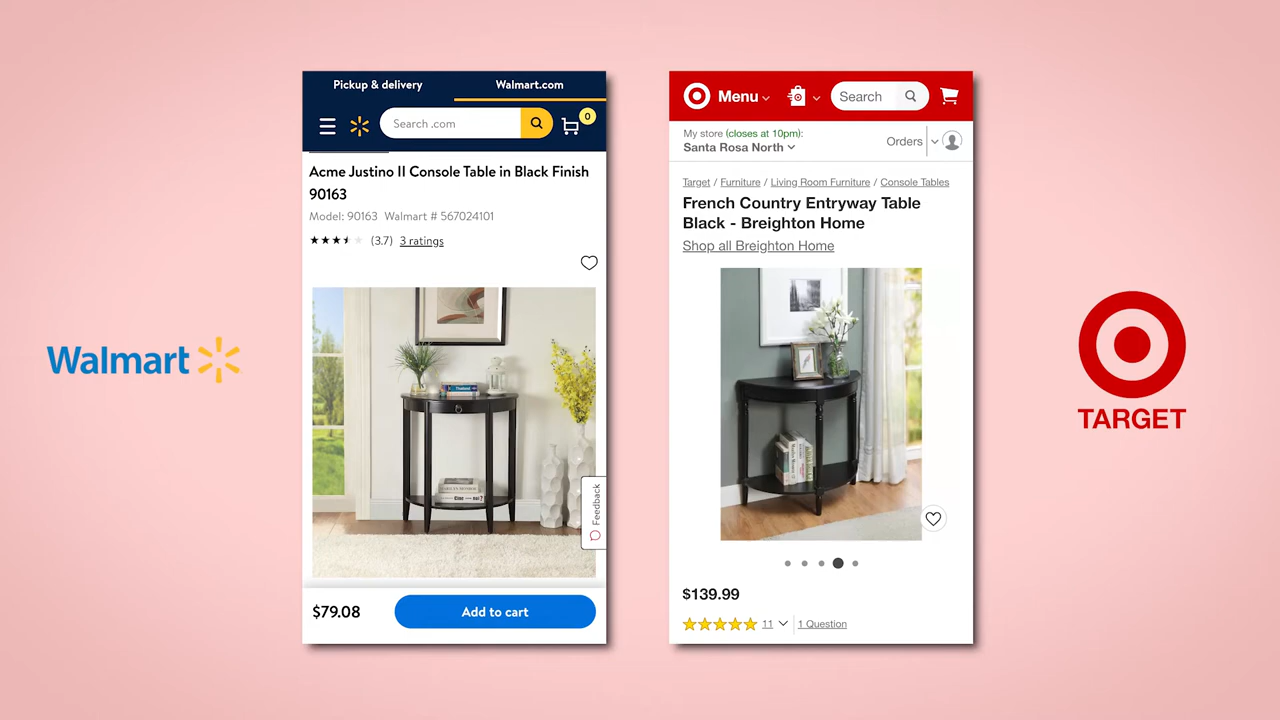 Walmart
Pickup & delivery
Walmart.com
Search .com
0
Acme Justino II Console Table in Black Finish
90163
Model: 90163 Walmart # 567024101
(3.7) 3 ratings
Feedback
$79.08
Add to cart
Menu
Search
My store (closes at 10pm):
Santa Rosa North
Orders
Target / Furniture / Living Room Furniture / Console Tables
French Country Entryway Table
Black - Breighton Home
Shop all Breighton Home
$139.99
11
1 Question
TARGET